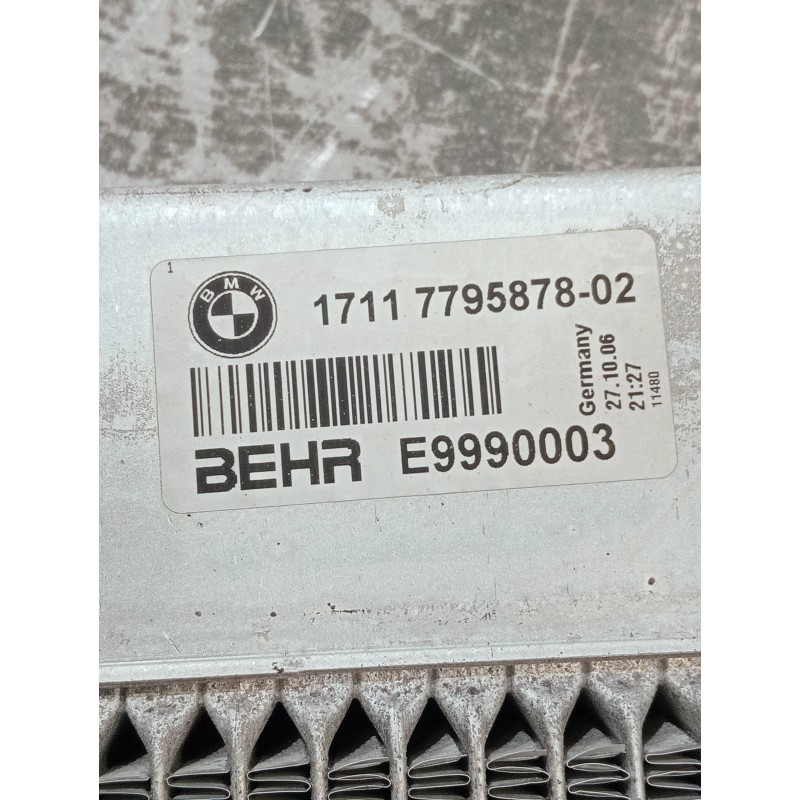 1
BMW
1711 7795878-02
BEHR E9990003
Germany
27.10.06
21:27
11480